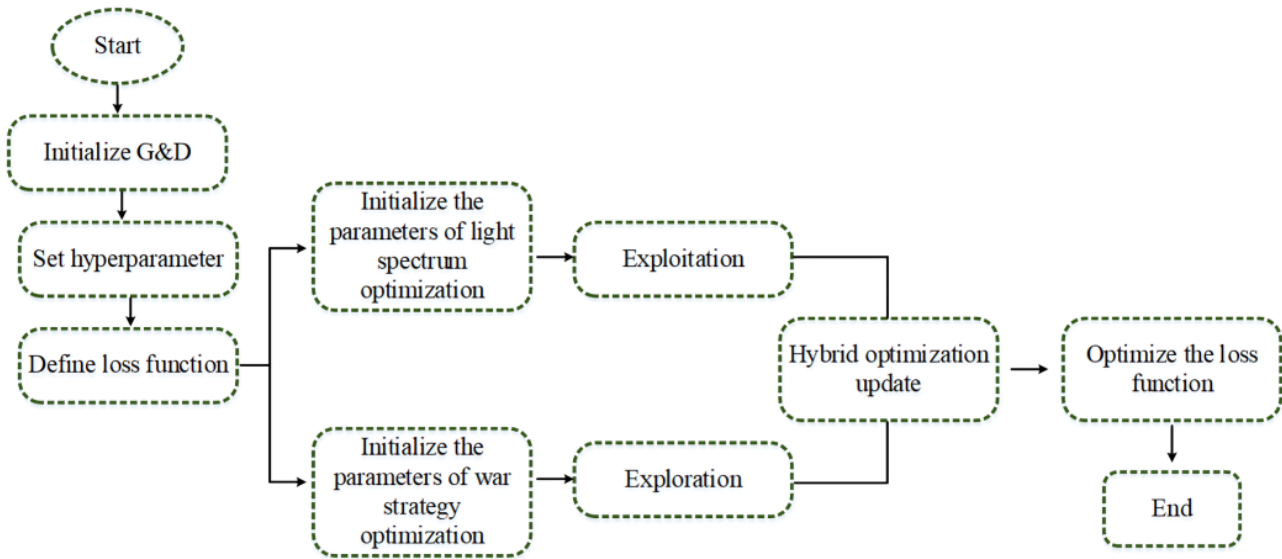 Start
Initialize G&D
Set hyperparameter
Define loss function
Initialize the
parameters of light
spectrum
optimization
Exploitation
Initialize the
parameters of war
strategy
optimization
Exploration
Hybrid optimization
update
Optimize the loss
function
End